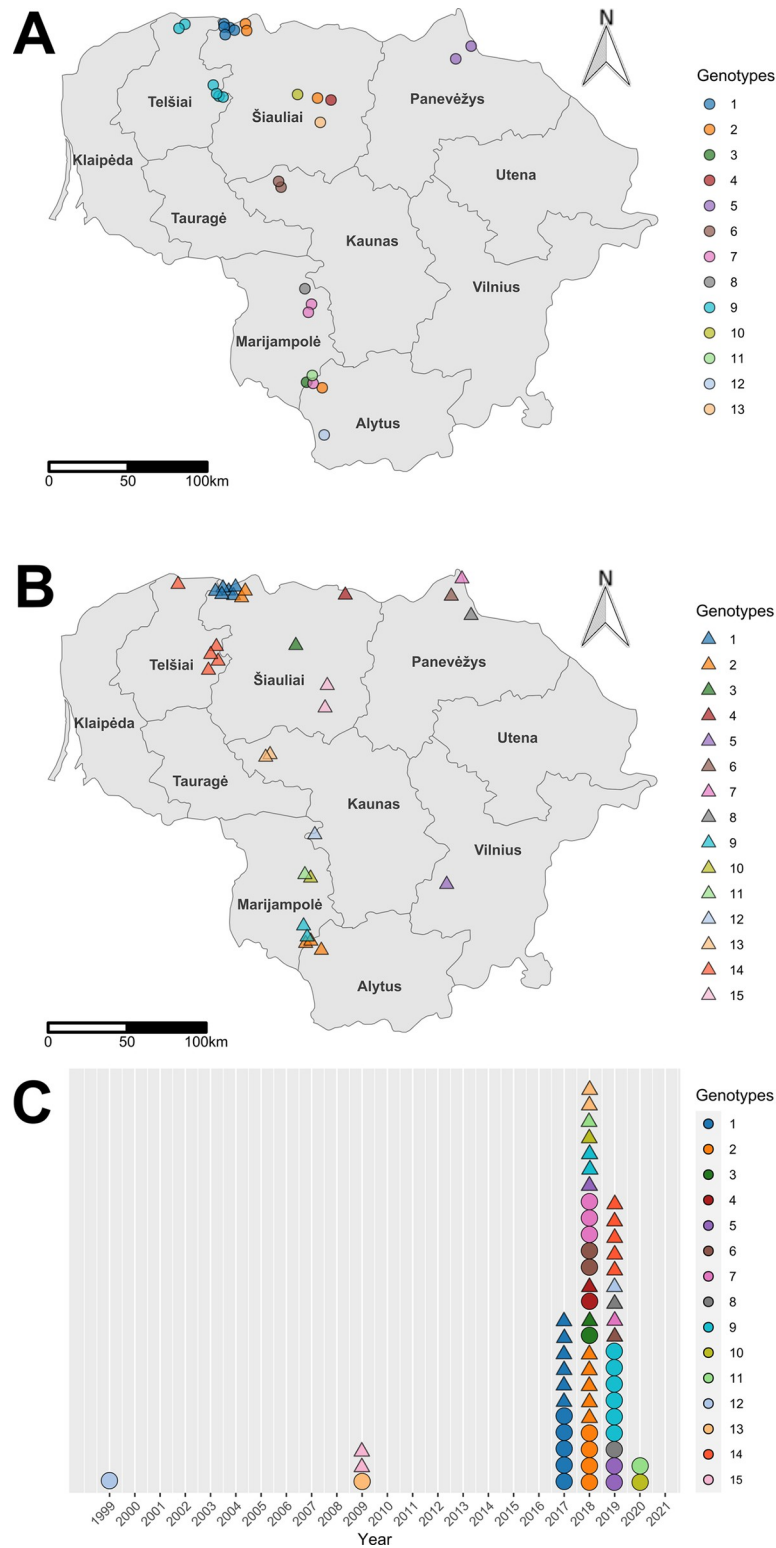 A
N
Genotypes
1
2
3
4
5
6
7
8
9
10
11
12
13
Telšiai
Šiauliai
Panevėžys
Klaipėda
Utena
Tauragė
Kaunas
Vilnius
Marijampolė
Alytus
0 50 100km
B
N
Genotypes
1
2
3
4
5
6
7
8
9
10
11
12
13
14
15
Telšiai
Šiauliai
Panevėžys
Klaipėda
Utena
Tauragė
Kaunas
Vilnius
Marijampolė
Alytus
0 50 100km
C
Genotypes
1
2
3
4
5
6
7
8
9
10
11
12
13
14
15
1999 2000 2001 2002 2003 2004 2005 2006 2007 2008 2009 2010 2011 2012 2013 2014 2015 2016 2017 2018 2019 2020 2021
Year